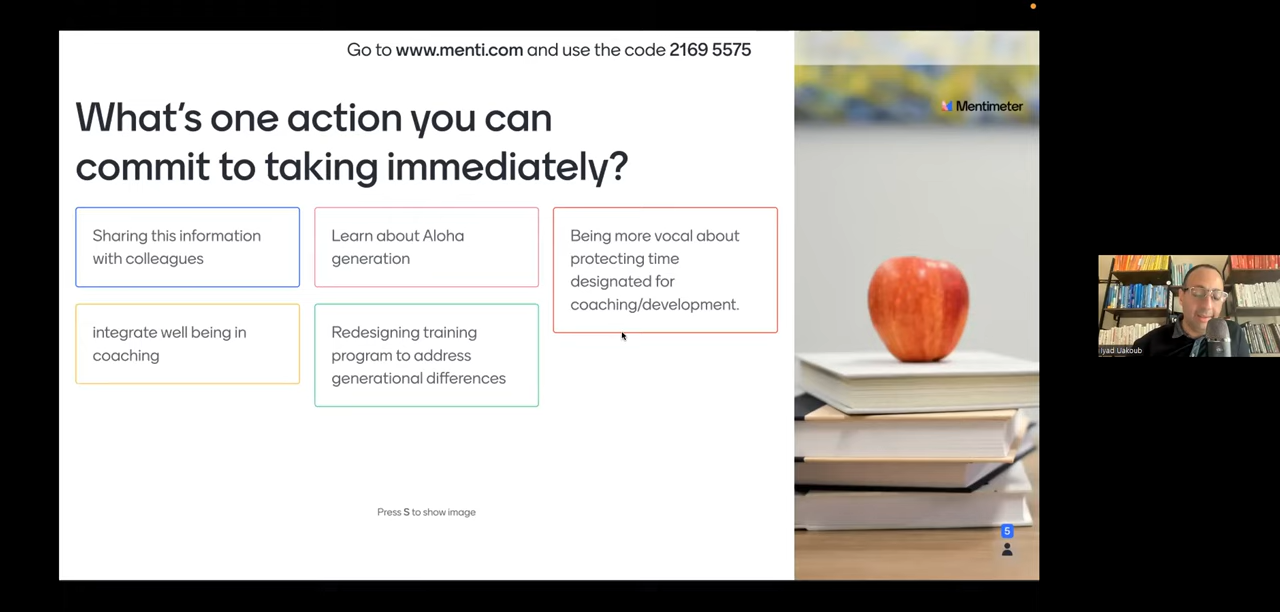 Go to www.menti.com and use the code 2169 5575
Mentimeter
What's one action you can
commit to taking immediately?
Sharing this information
with colleagues
Learn about Aloha
generation
Being more vocal about
protecting time
designated for
coaching/development.
integrate well being in
coaching
Redesigning training
program to address
generational differences
Press S to show image
5